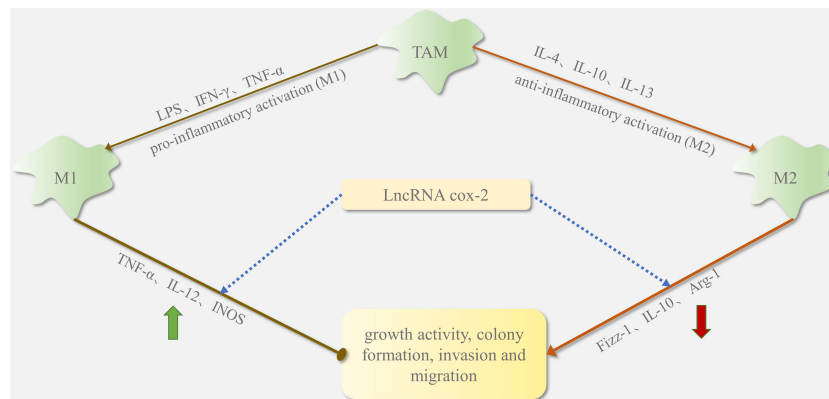 TAM
LPS、IFN-γ、TNF-α
pro-inflammatory activation (M1)
IL-4、IL-10、IL-13
anti-inflammatory activation (M2)
M1
M2
LncRNA cox-2
TNF-α、IL-12、INOS
Fizz-1、IL-10、Arg-1
growth activity, colony
formation, invasion and
migration